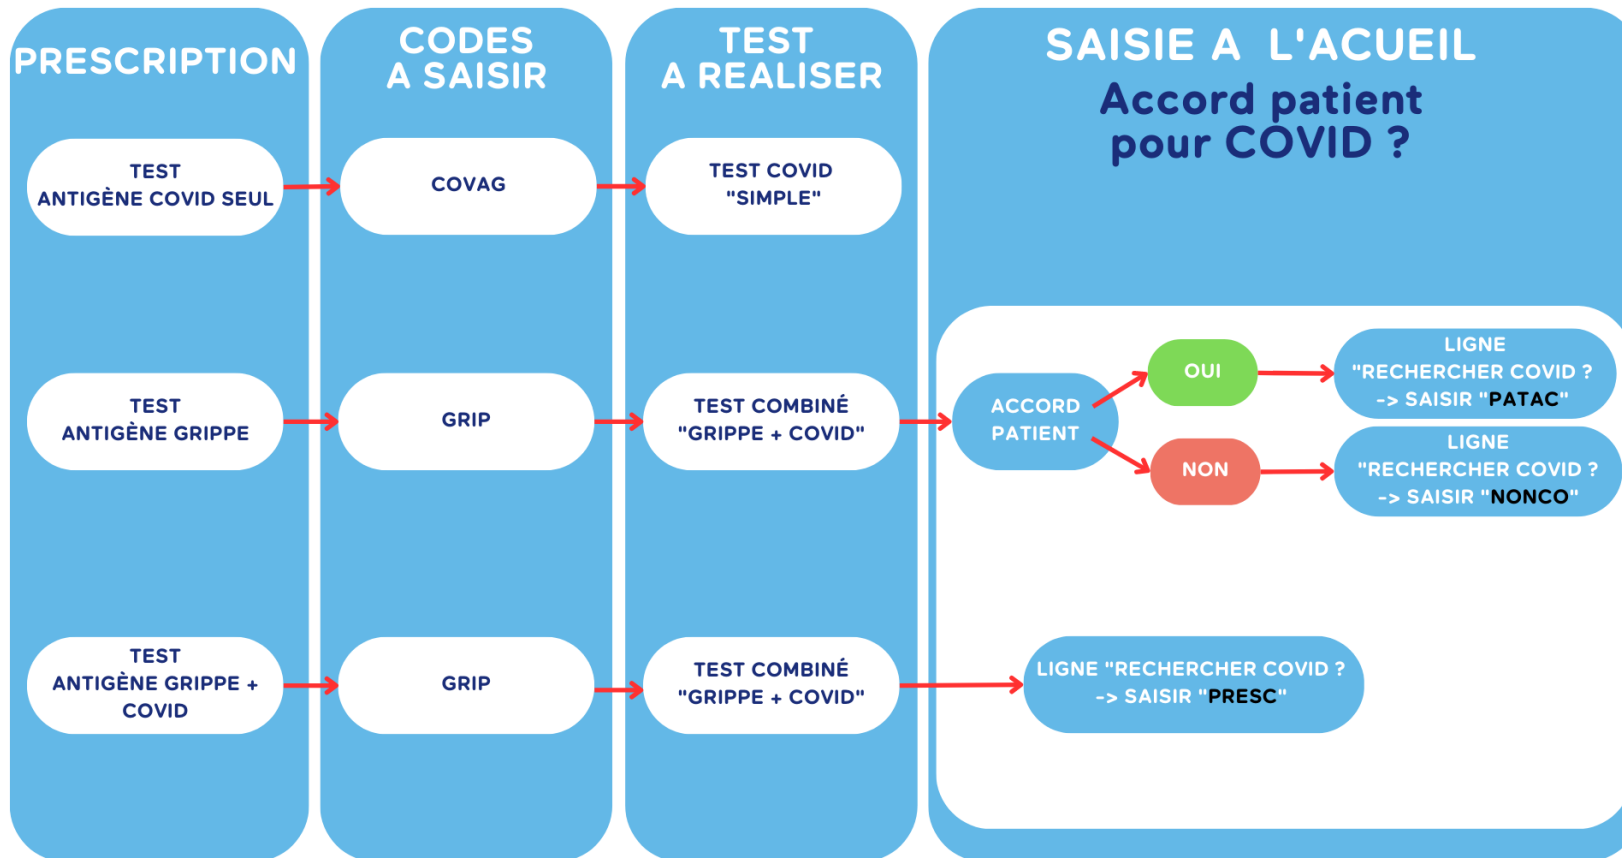 PRESCRIPTION
CODES
A SAISIR
TEST
A REALISER
SAISIE A L'ACUEIL
Accord patient
pour COVID ?
TEST
ANTIGÈNE COVID SEUL
COVAG
TEST COVID
"SIMPLE"
TEST
ANTIGÈNE GRIPPE
GRIP
TEST COMBINÉ
"GRIPPE + COVID"
ACCORD
PATIENT
OUI
LIGNE
"RECHERCHER COVID ?
-> SAISIR "PATAC"
NON
LIGNE
"RECHERCHER COVID ?
-> SAISIR "NONCO"
TEST
ANTIGÈNE GRIPPE +
COVID
GRIP
TEST COMBINÉ
"GRIPPE + COVID"
LIGNE "RECHERCHER COVID ?
-> SAISIR "PRESC"